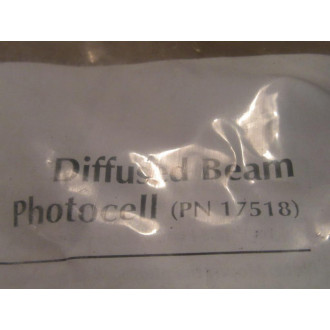 Diffused Beam
Photocell (PN 17518)